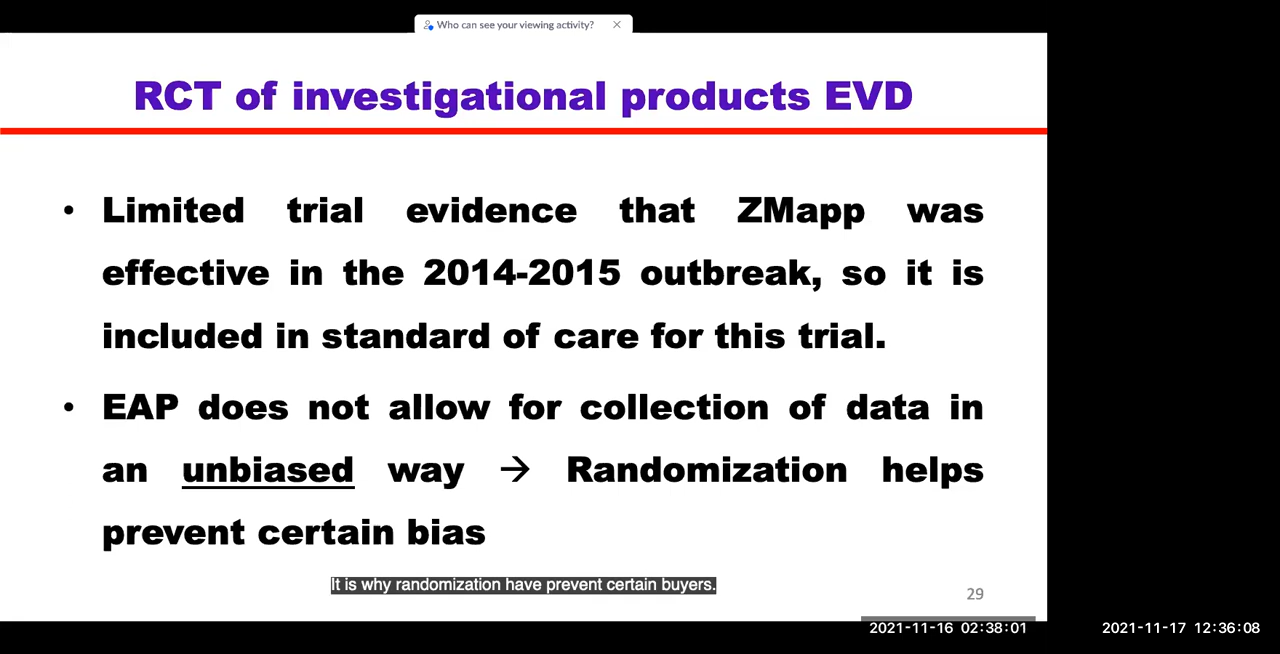 Who can see your viewing activity?
RCT of investigational products EVD
• Limited trial evidence that ZMapp was
effective in the 2014-2015 outbreak, so it is
included in standard of care for this trial.
• EAP does not allow for collection of data in
an unbiased way → Randomization helps
prevent certain bias
It is why randomization have prevent certain buyers.
29
2021-11-16 02:38:01
2021-11-17 12:36:08